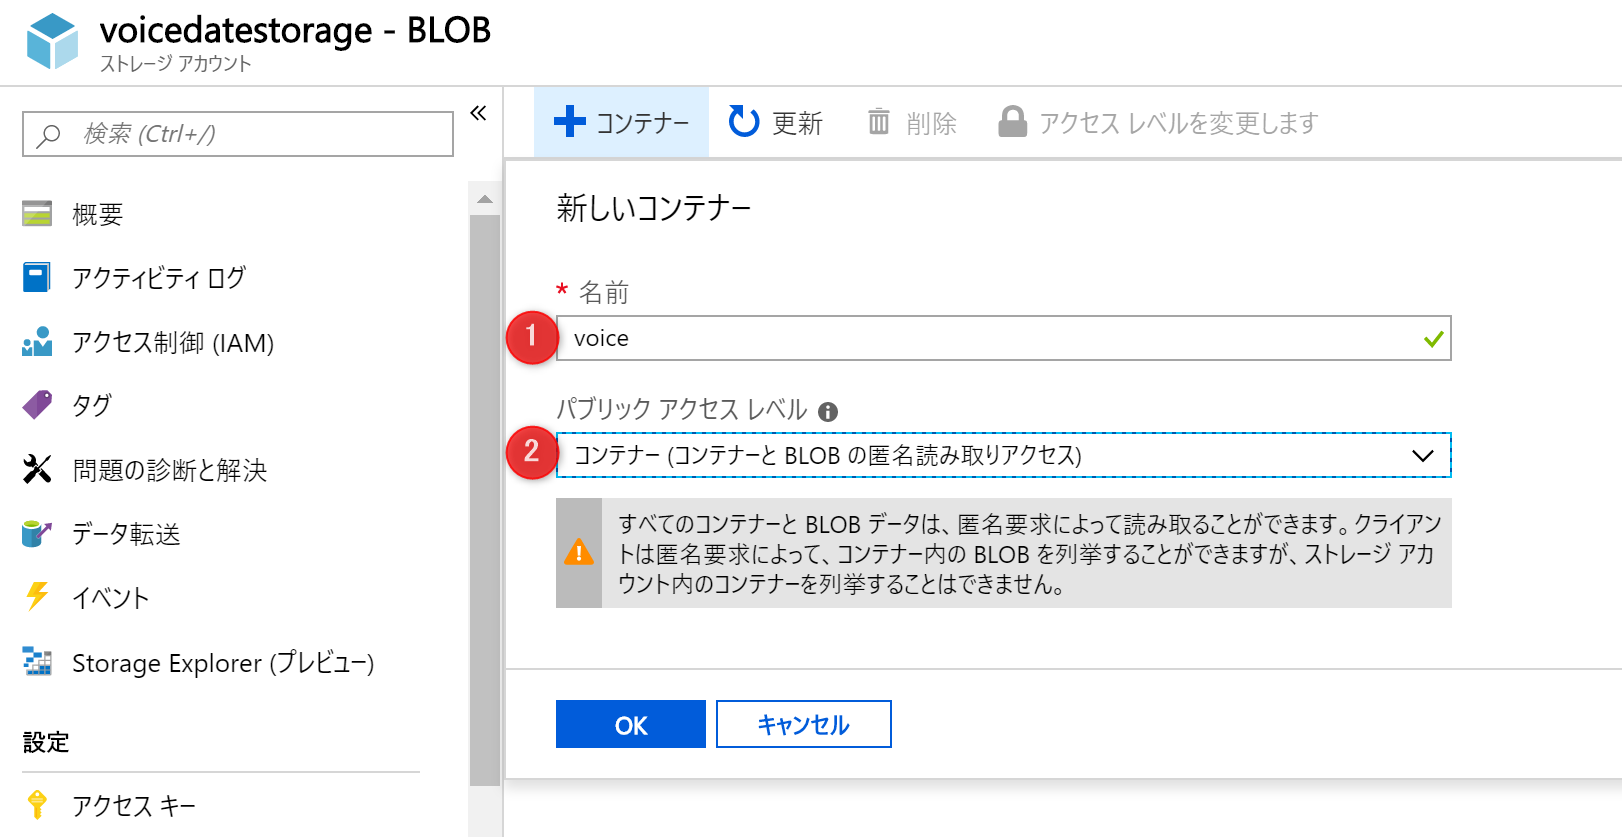 voicedatestorage - BLOB
ストレージ アカウント
検索 (Ctrl+/)
«
概要
アクティビティ ログ
アクセス制御 (IAM)
タグ
問題の診断と解決
データ転送
イベント
Storage Explorer (プレビュー)
設定
アクセス キー
コンテナー 更新 削除 アクセス レベルを変更します
新しいコンテナー
* 名前
1 voice
パブリック アクセス レベル
2 コンテナー (コンテナーと BLOB の匿名読み取りアクセス)
すべてのコンテナーと BLOB データは、匿名要求によって読み取ることができます。クライアン
トは匿名要求によって、コンテナー内の BLOB を列挙することができますが、ストレージ アカ
ウント内のコンテナーを列挙することはできません。
OK キャンセル